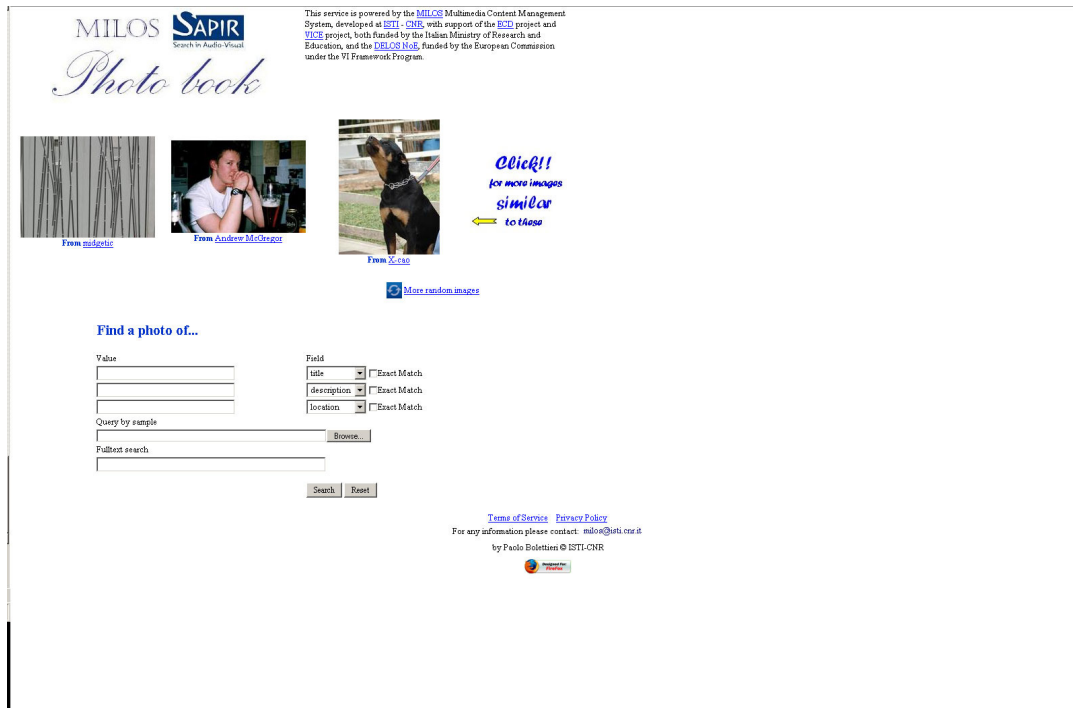 MILOS SAPIR
Search in Audio-Visual
Photo book
This service is powered by the MILOS Multimedia Content Management
System, developed at ISTI - CNR, with support of the ECD project and
VICE project, both funded by the Italian Ministry of Research and
Education, and the DELOS NoE, funded by the European Commission
under the VI Framework Program.
From midgetic
From Andrew McGregor
From X-cao
Click!!
for more images
similar
to these
More random images
Find a photo of...
Value Field
title Exact Match
description Exact Match
location Exact Match
Query by sample
Browse...
Fulltext search
Search Reset
Terms of Service Privacy Policy
For any information please contact: milos@isti.cnr.it
by Paolo Bolettieri © ISTI-CNR
Designed For
Firefox